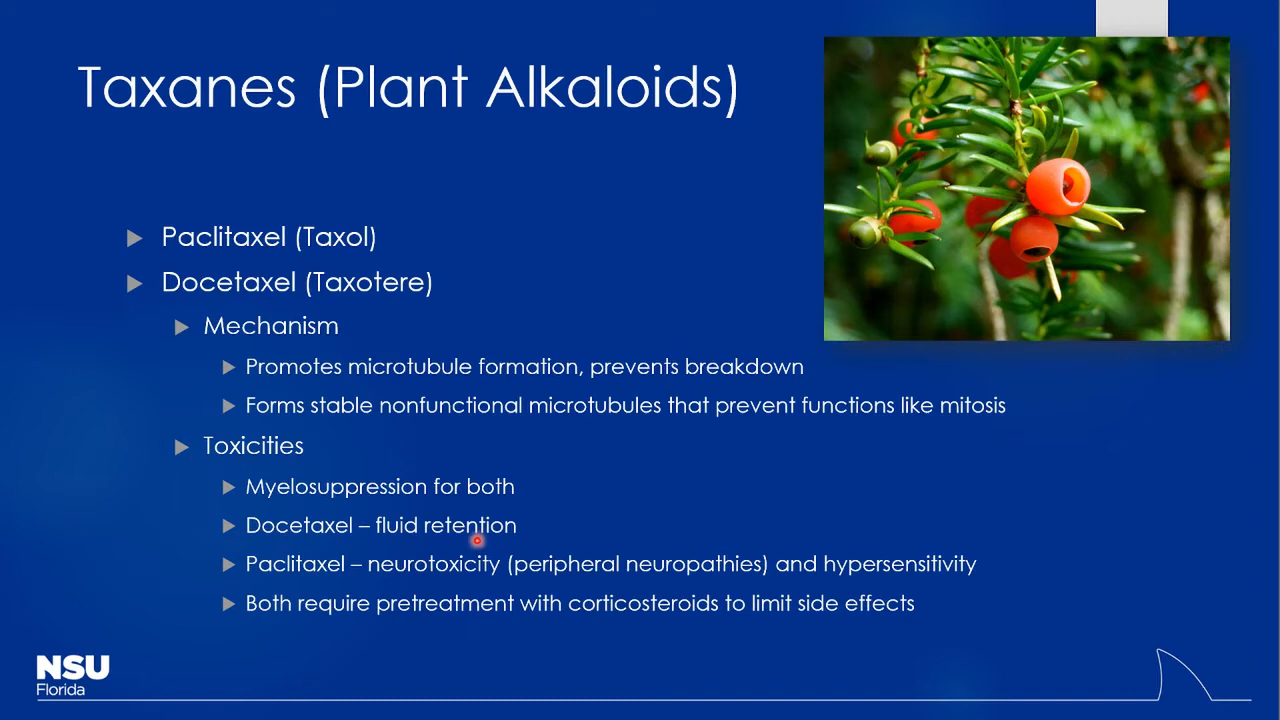 Taxanes (Plant Alkaloids)
Paclitaxel (Taxol)
Docetaxel (Taxotere)
Mechanism
Promotes microtubule formation, prevents breakdown
Forms stable nonfunctional microtubules that prevent functions like mitosis
Toxicities
Myelosuppression for both
Docetaxel – fluid retention
Paclitaxel – neurotoxicity (peripheral neuropathies) and hypersensitivity
Both require pretreatment with corticosteroids to limit side effects
NSU
Florida